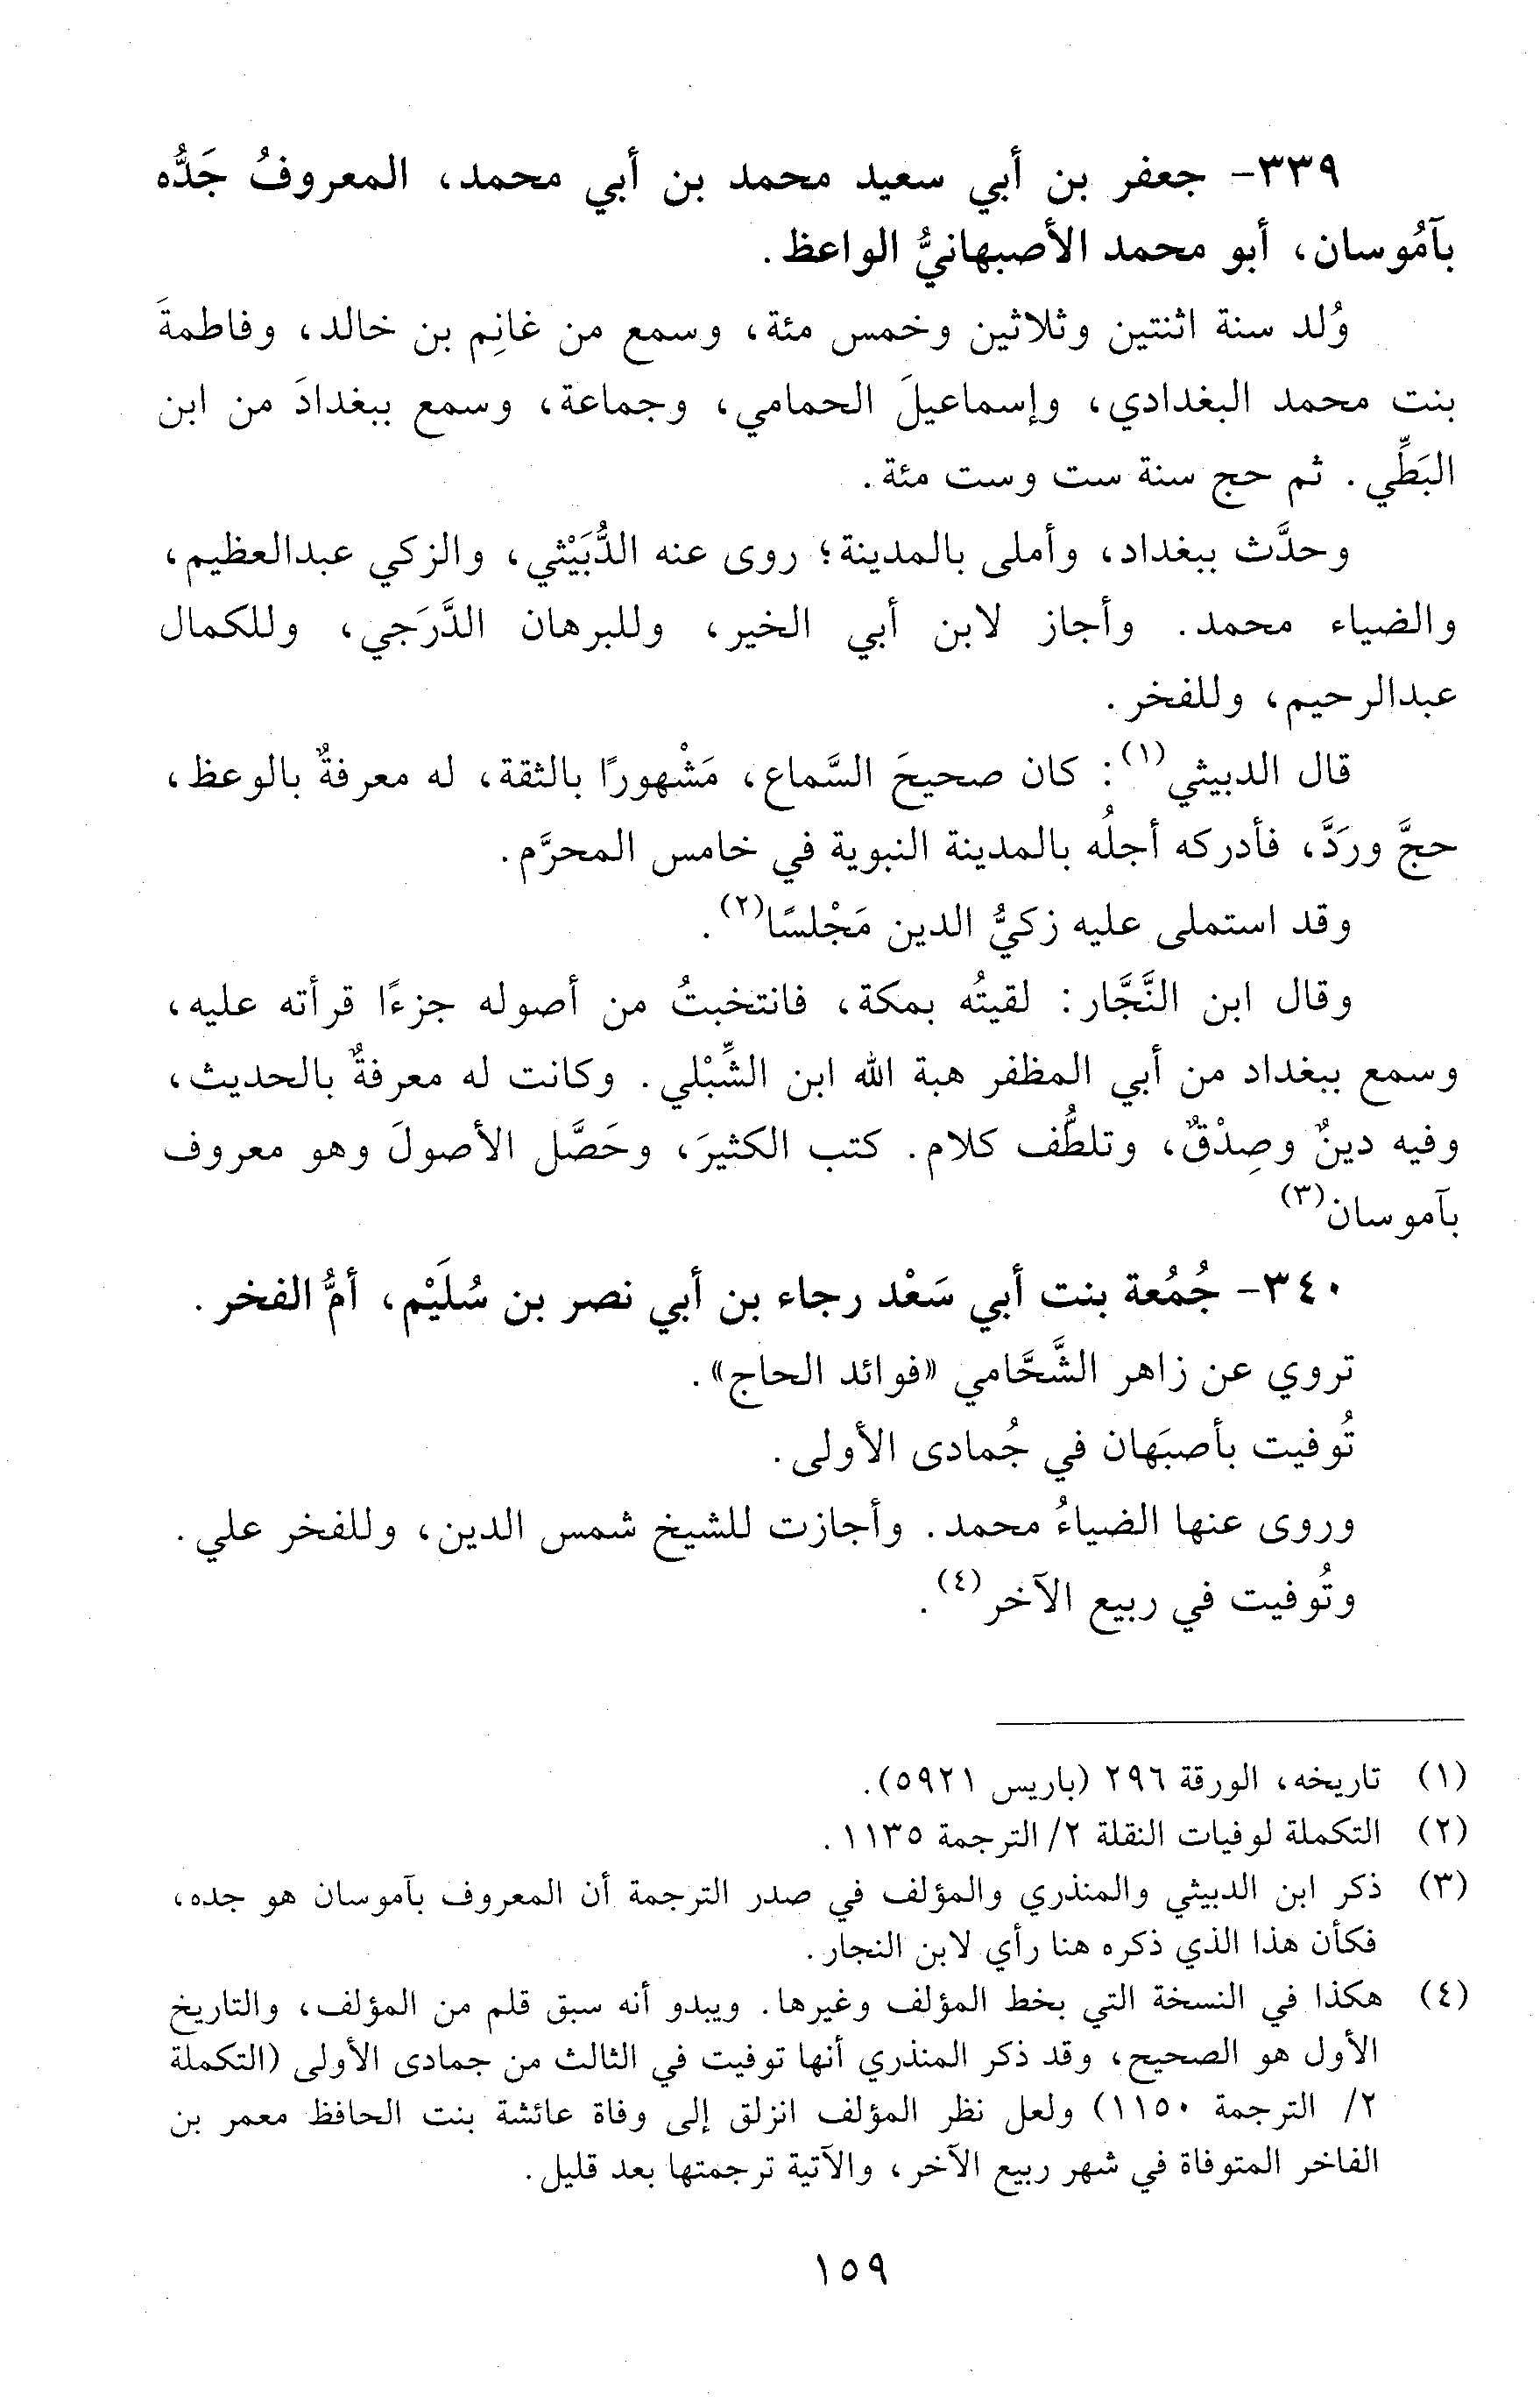 ٣٣٩- جعفر بن أبي سعيد محمد بن أبي محمد، المعروفُ جَدُّه
بآمُوسان، أبو محمد الأصبهانيُّ الواعظ.
وُلد سنة اثنتين وثلاثين وخمس مئة، وسمع من غانِم بن خالد، وفاطمةَ
بنت محمد البغدادي، وإسماعيلَ الحمامي، وجماعة، وسمع ببغدادَ من ابن
البَطِّي. ثم حج سنة ست وست مئة.
وحدَّث ببغداد، وأملى بالمدينة؛ روى عنه الدُّبَيْثي، والزكي عبدالعظيم،
والضياء محمد. وأجاز لابن أبي الخير، وللبرهان الدَّرَجي، وللكمال
عبدالرحيم، وللفخر.
قال الدبيثي(١): كان صحيحَ السَّماع، مَشْهورًا بالثقة، له معرفةٌ بالوعظ،
حجَّ ورَدَّ، فأدركه أجلُه بالمدينة النبوية في خامس المحرَّم.
وقد استملى عليه زكيُّ الدين مَجْلسًا(٢).
وقال ابن النَّجَّار: لقيتُه بمكة، فانتخبتُ من أصوله جزءًا قرأته عليه،
وسمع ببغداد من أبي المظفر هبة الله ابن الشِّبْلي. وكانت له معرفةٌ بالحديث،
وفيه دينٌ وصِدْقٌ، وتلطُّف كلام. كتب الكثيرَ، وحَصَّل الأصولَ وهو معروف
بآموسان(٣)
٣٤٠- جُمُعة بنت أبي سَعْد رجاء بن أبي نصر بن سُلَيْم، أمُّ الفخر.
تروي عن زاهر الشَّحَّامي «فوائد الحاج».
تُوفيت بأصبَهان في جُمادى الأولى.
وروى عنها الضياءُ محمد. وأجازت للشيخ شمس الدين، وللفخر علي.
وتُوفيت في ربيع الآخر(٤).
(١) تاريخه، الورقة ٢٩٦ (باريس ٥٩٢١).
(٢) التكملة لوفيات النقلة ٢/ الترجمة ١١٣٥.
(٣) ذكر ابن الدبيثي والمنذري والمؤلف في صدر الترجمة أن المعروف بآموسان هو جده،
فكأن هذا الذي ذكره هنا رأي لابن النجار.
(٤) هكذا في النسخة التي بخط المؤلف وغيرها. ويبدو أنه سبق قلم من المؤلف، والتاريخ
الأول هو الصحيح، وقد ذكر المنذري أنها توفيت في الثالث من جمادى الأولى (التكملة
٢/ الترجمة ١١٥٠) ولعل نظر المؤلف انزلق إلى وفاة عائشة بنت الحافظ معمر بن
الفاخر المتوفاة في شهر ربيع الآخر، والآتية ترجمتها بعد قليل.
١٥٩